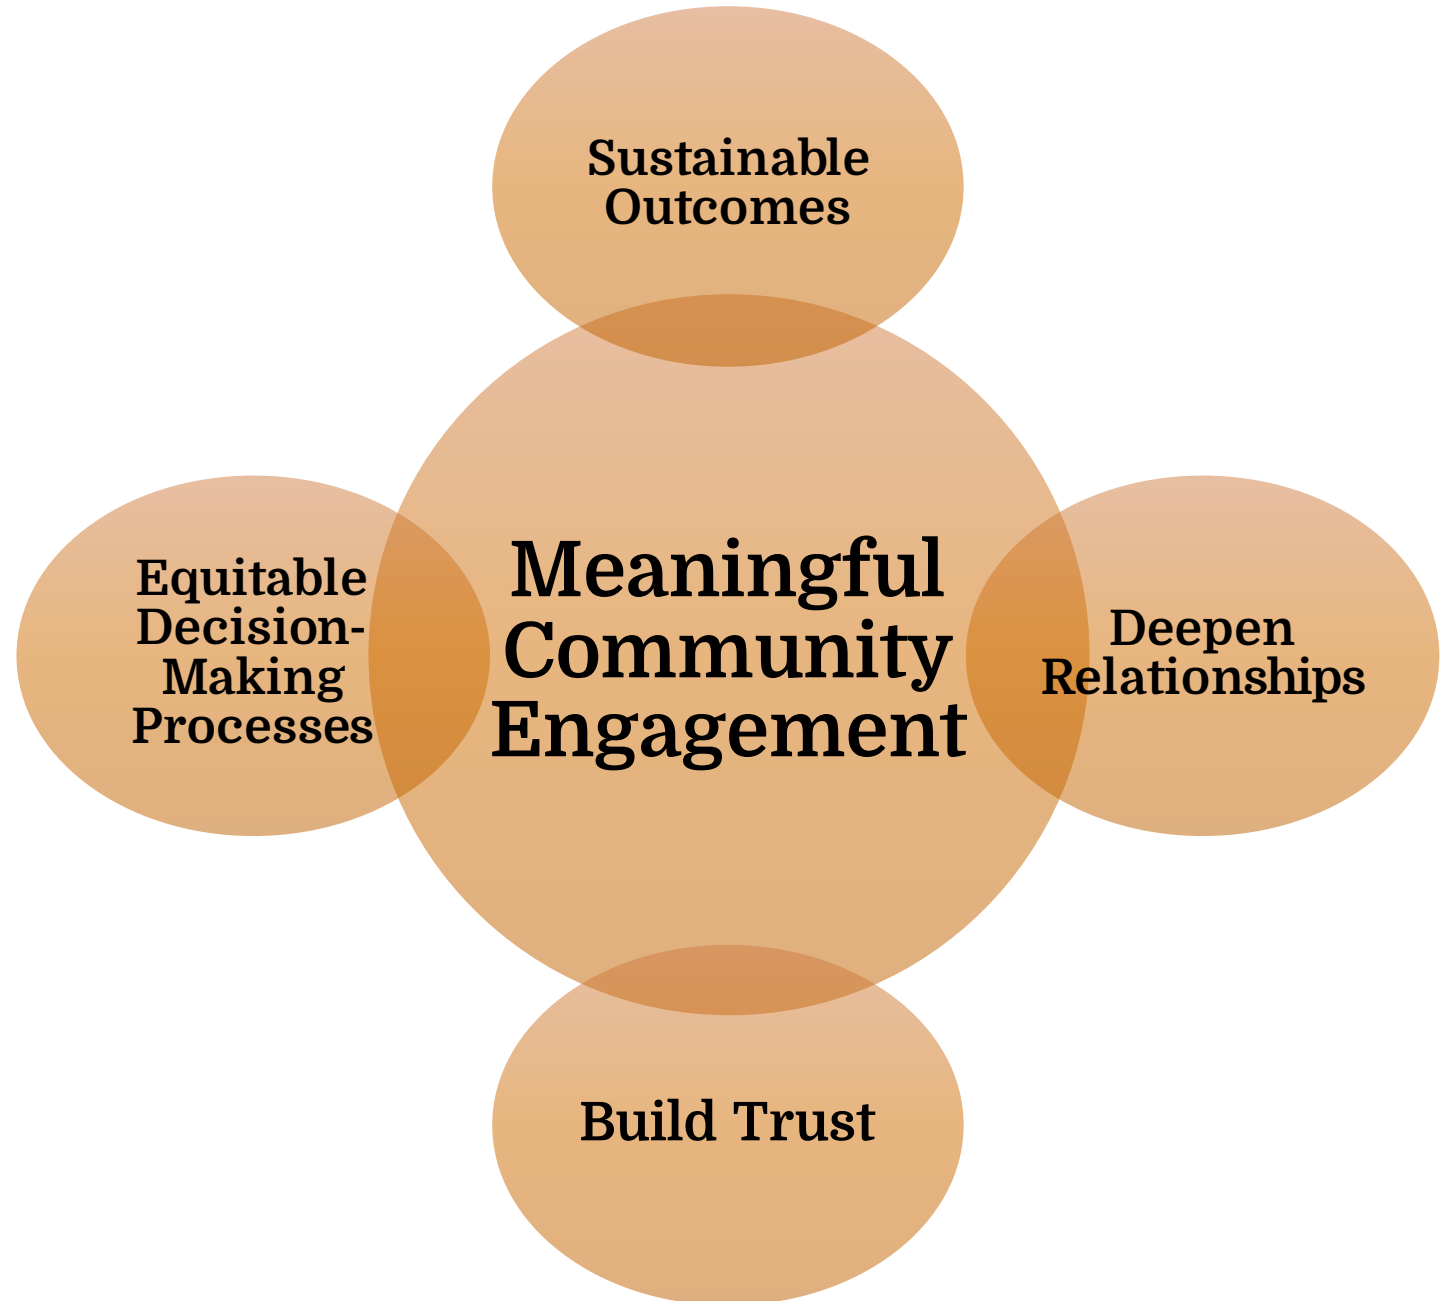 Sustainable
Outcomes
Equitable
Decision-
Making
Processes
Meaningful
Community
Engagement
Deepen
Relationships
Build Trust